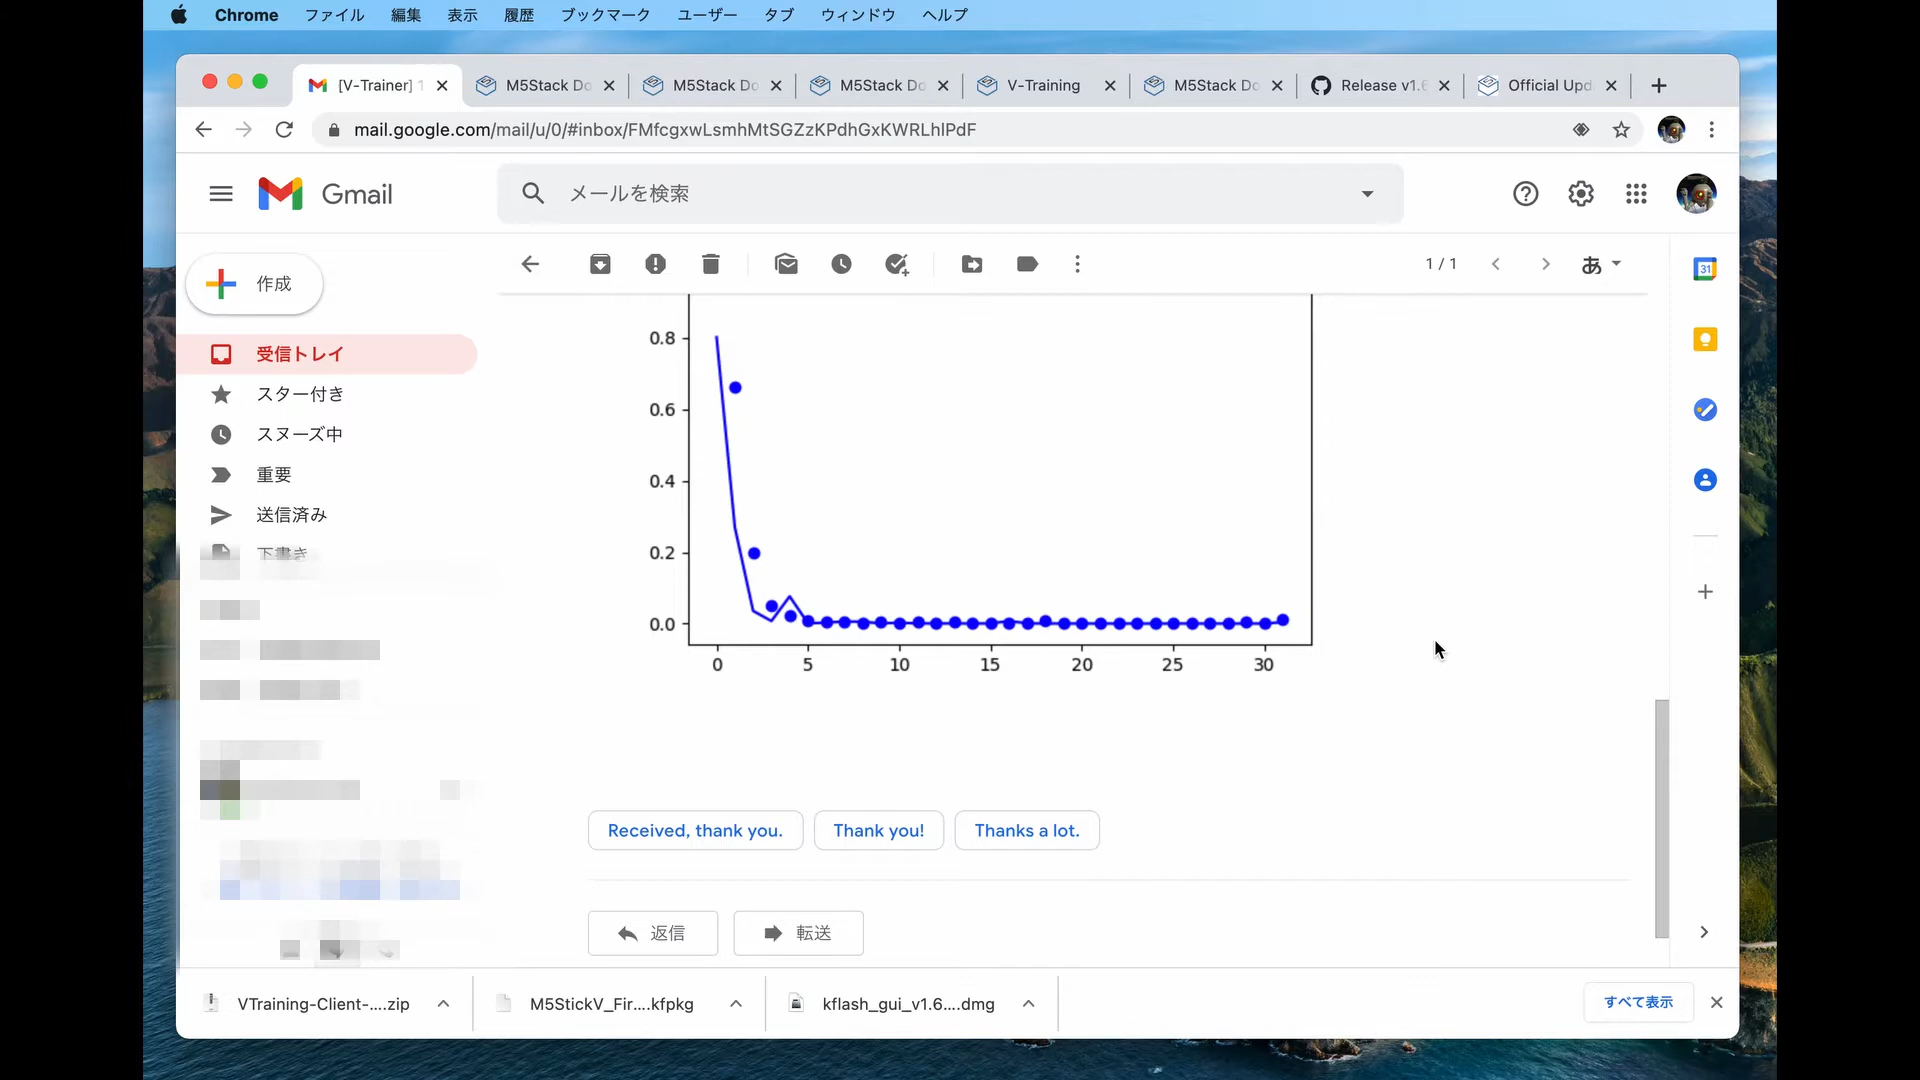 Chrome ファイル 編集 表示 履歴 ブックマーク ユーザー タブ ウィンドウ ヘルプ
[V-Trainer] 1 M5Stack Do M5Stack Do M5Stack Do V-Training M5Stack Do Release v1.6 Official Upd
mail.google.com/mail/u/0/#inbox/FMfcgxwLsmhMtSGZzKPdhGxKWRLhlPdF
Gmail メールを検索
作成 1 / 1 あ 31
受信トレイ
スター付き
スヌーズ中
重要
送信済み
下書き
0.8
0.6
0.4
0.2
0.0
0 5 10 15 20 25 30
Received, thank you. Thank you! Thanks a lot.
返信 転送
VTraining-Client-....zip M5StickV_Fir....kfpkg kflash_gui_v1.6....dmg すべて表示